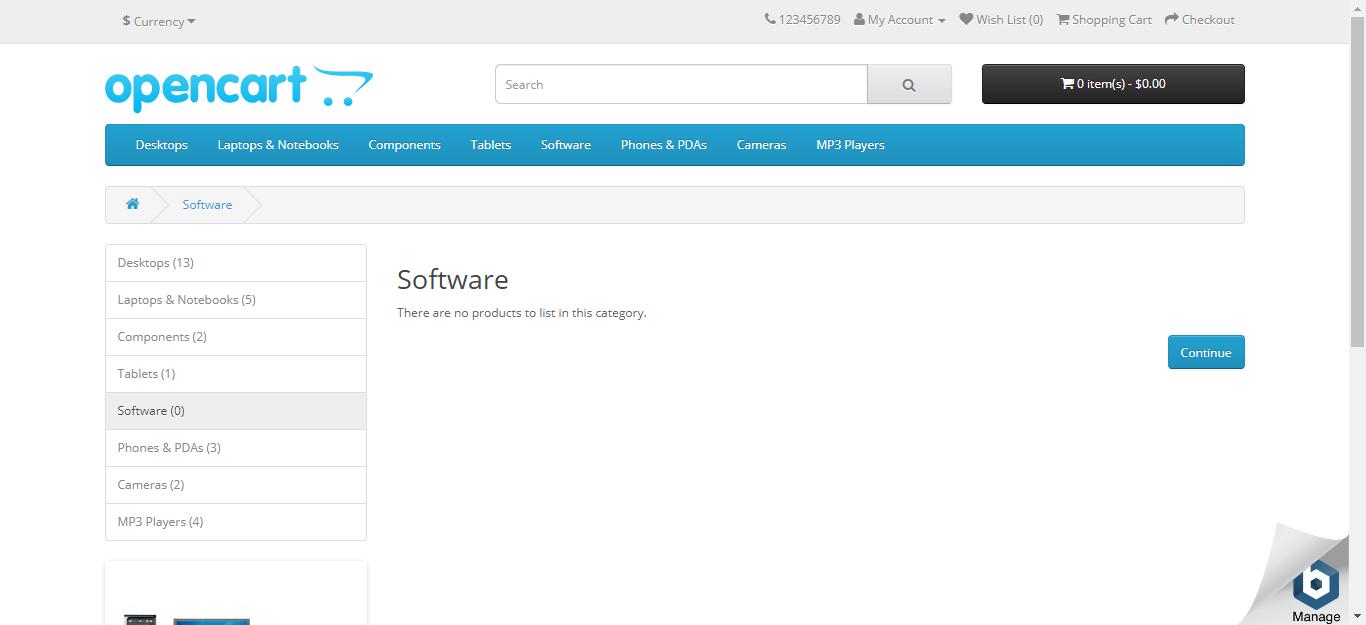 $ Currency
123456789 My Account Wish List (0) Shopping Cart Checkout
opencart
Search
0 item(s) - $0.00
Desktops Laptops & Notebooks Components Tablets Software Phones & PDAs Cameras MP3 Players
Software
Desktops (13)
Laptops & Notebooks (5)
Components (2)
Tablets (1)
Software (0)
Phones & PDAs (3)
Cameras (2)
MP3 Players (4)
Software
There are no products to list in this category.
Continue
Manage